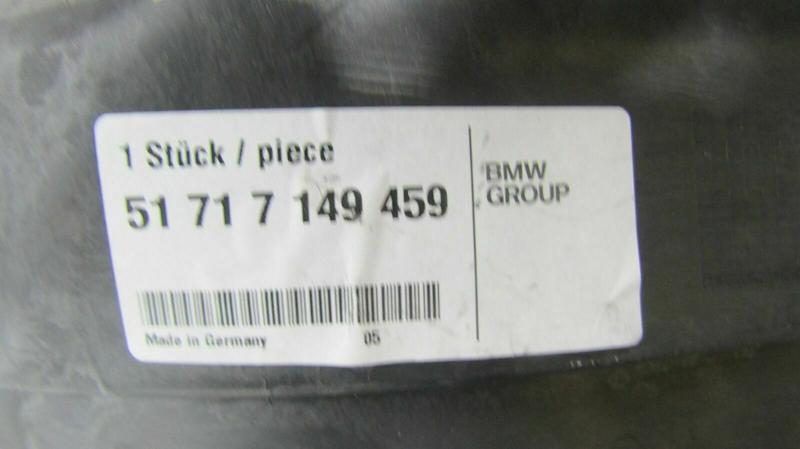 1 Stück / piece
51 71 7 149 459
BMW
GROUP
Made in Germany 05